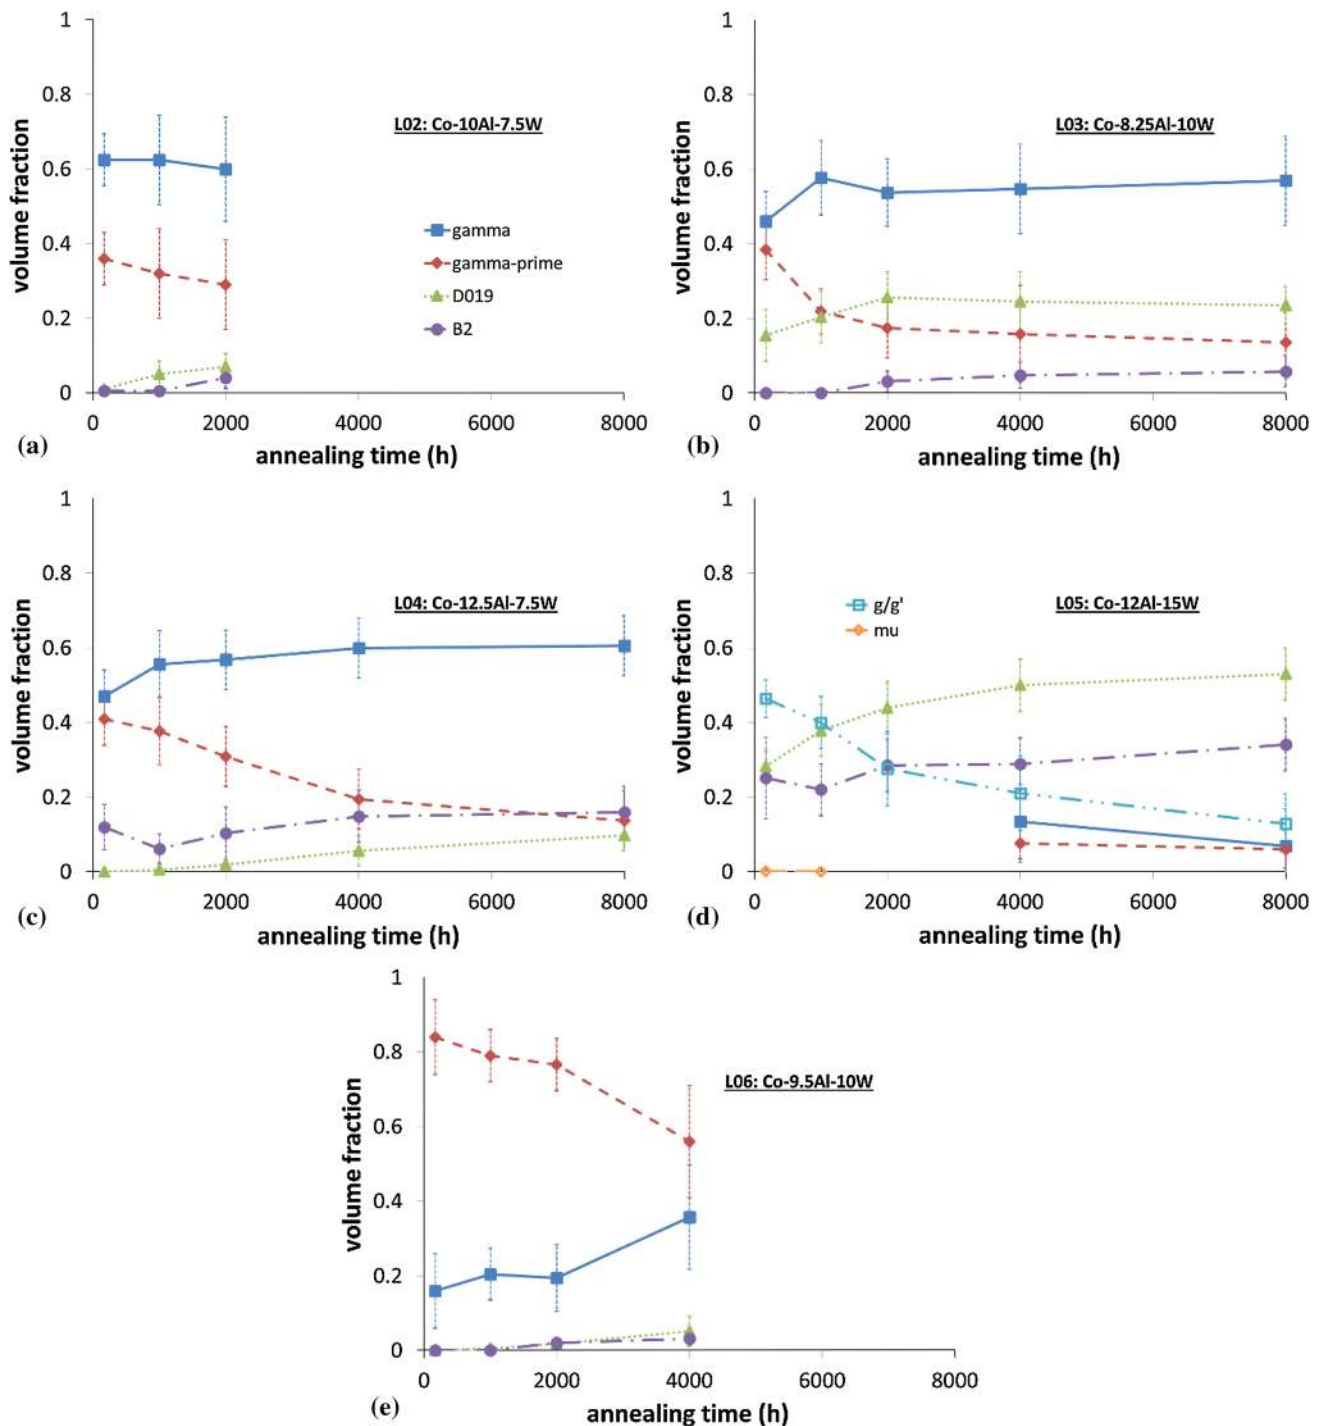 1
0.8
0.6
0.4
0.2
0
volume fraction
L02: Co-10Al-7.5W
gamma
gamma-prime
D019
B2
0 2000 4000 6000 8000
(a)
annealing time (h)
1
0.8
0.6
0.4
0.2
0
volume fraction
L03: Co-8.25Al-10W
0 2000 4000 6000 8000
(b)
annealing time (h)
1
0.8
0.6
0.4
0.2
0
volume fraction
L04: Co-12.5Al-7.5W
0 2000 4000 6000 8000
(c)
annealing time (h)
1
0.8
0.6
0.4
0.2
0
volume fraction
g/g'
mu
L05: Co-12Al-15W
0 2000 4000 6000 8000
(d)
annealing time (h)
1
0.8
0.6
0.4
0.2
0
volume fraction
L06: Co-9.5Al-10W
0 2000 4000 6000 8000
(e)
annealing time (h)